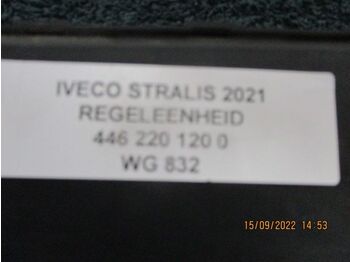 IVECO STRALIS 2021
REGELEENHEID
446 220 120 0
WG 832
15/09/2022 14:53